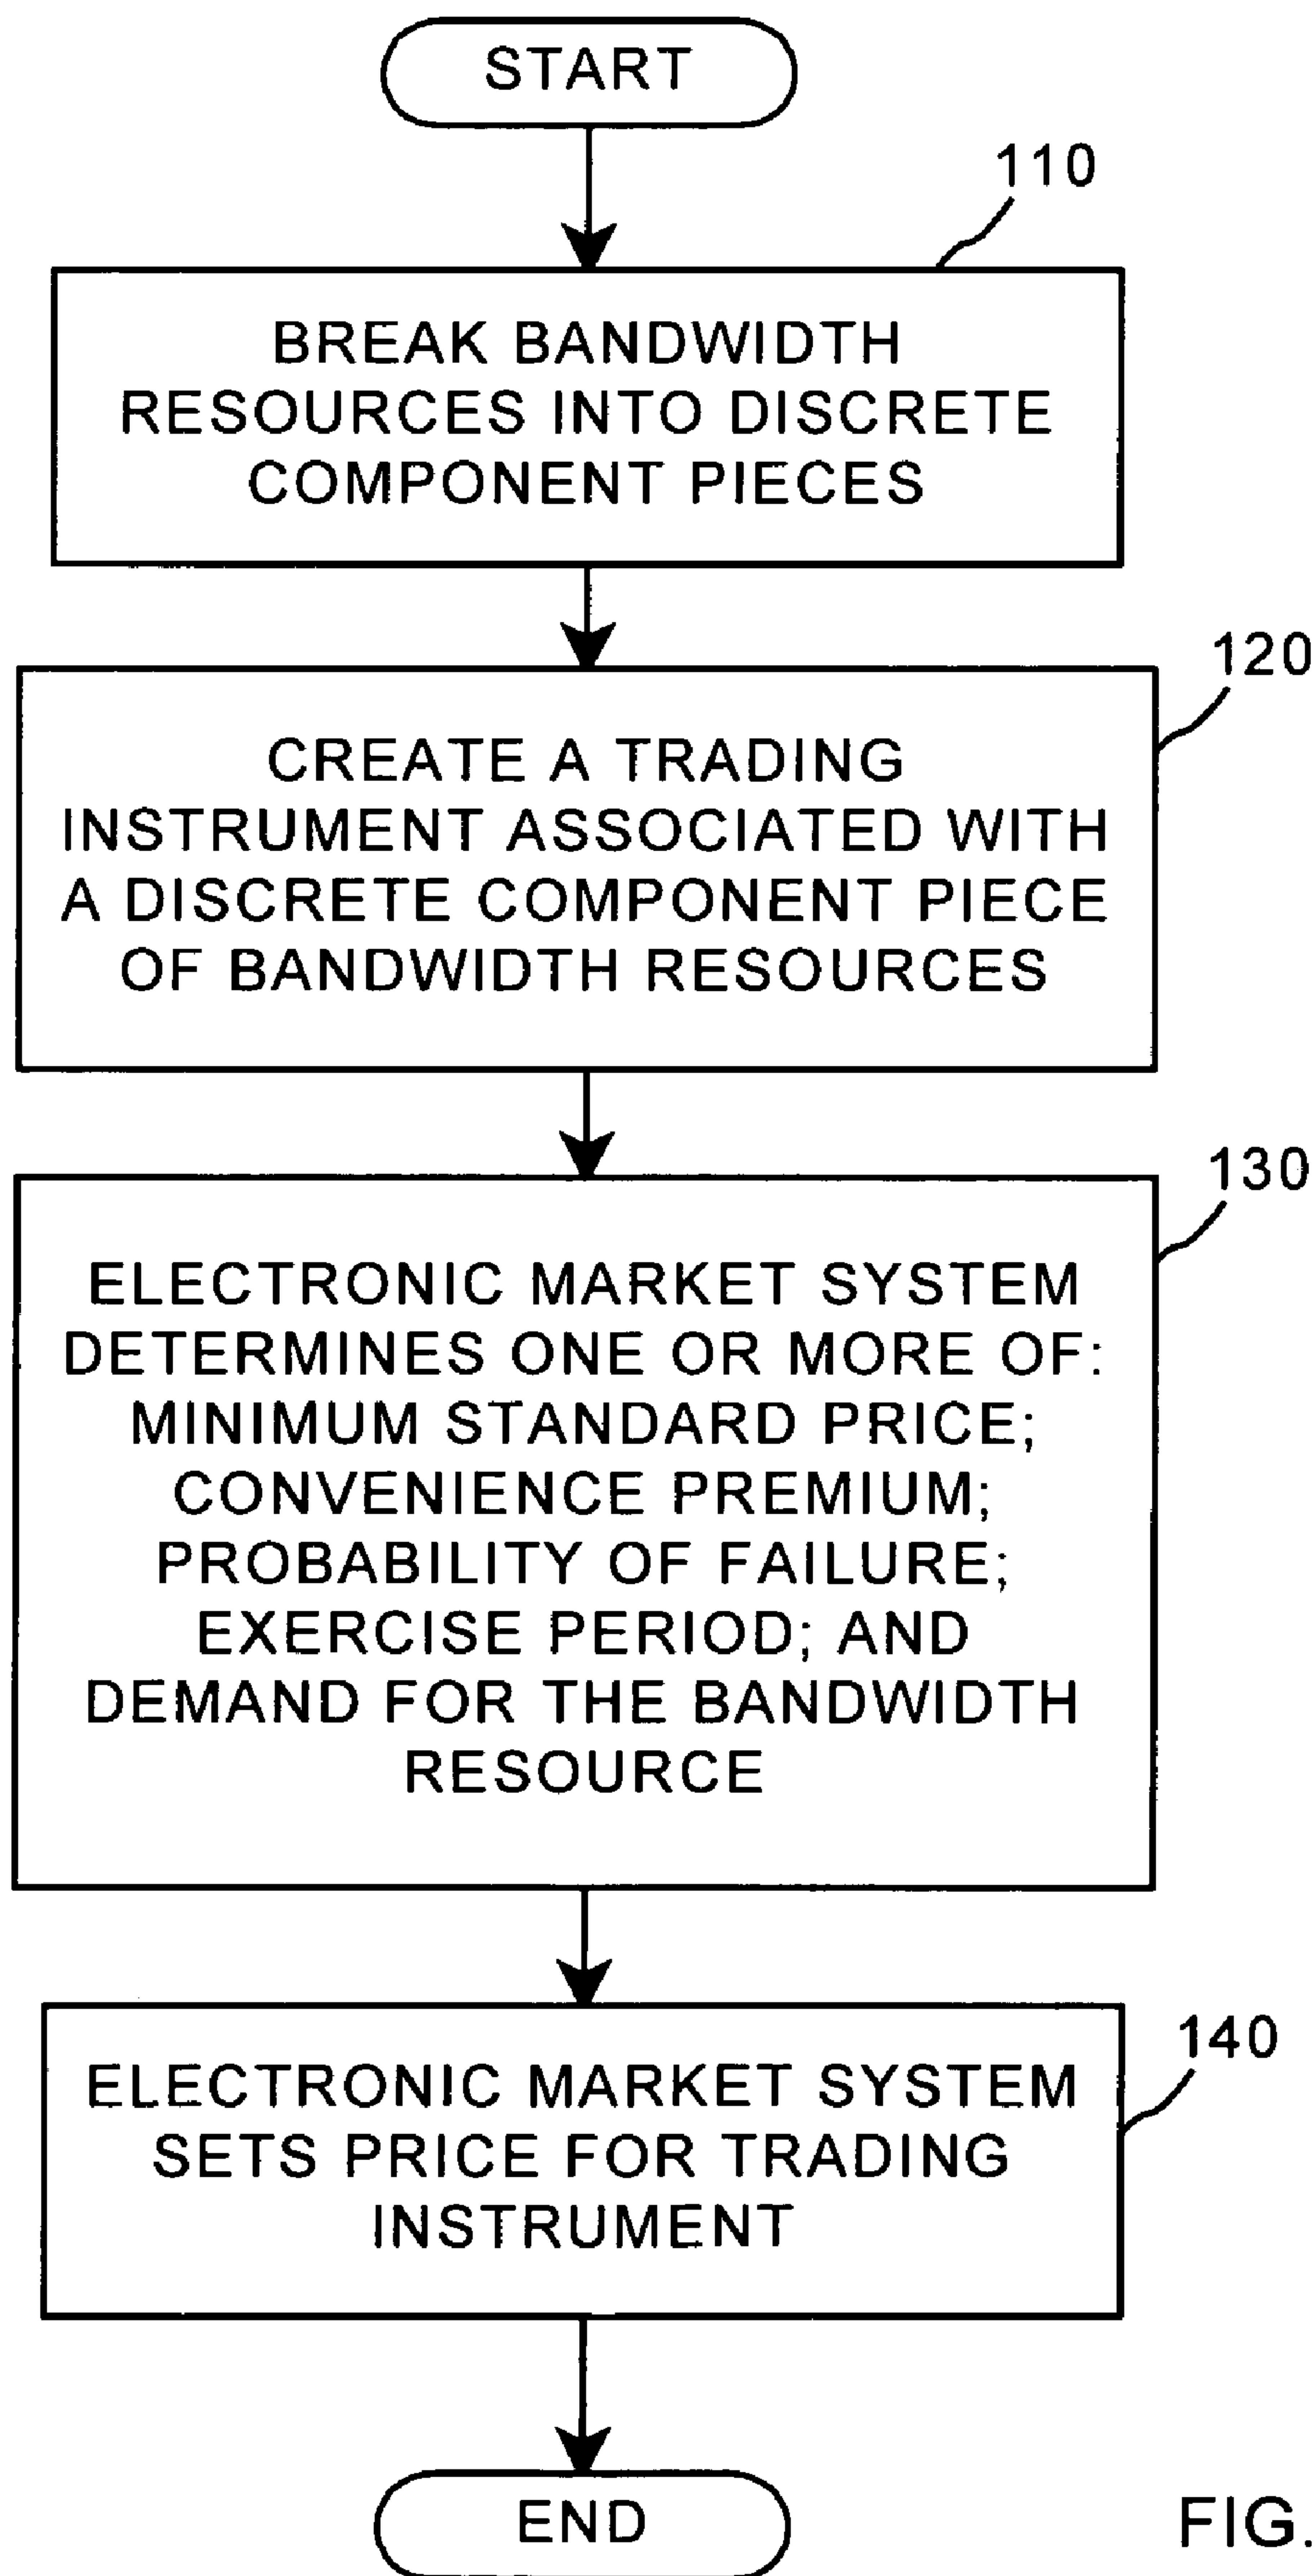 START
110
BREAK BANDWIDTH
RESOURCES INTO DISCRETE
COMPONENT PIECES
120
CREATE A TRADING
INSTRUMENT ASSOCIATED WITH
A DISCRETE COMPONENT PIECE
OF BANDWIDTH RESOURCES
130
ELECTRONIC MARKET SYSTEM
DETERMINES ONE OR MORE OF:
MINIMUM STANDARD PRICE;
CONVENIENCE PREMIUM;
PROBABILITY OF FAILURE;
EXERCISE PERIOD; AND
DEMAND FOR THE BANDWIDTH
RESOURCE
140
ELECTRONIC MARKET SYSTEM
SETS PRICE FOR TRADING
INSTRUMENT
END
FIG.